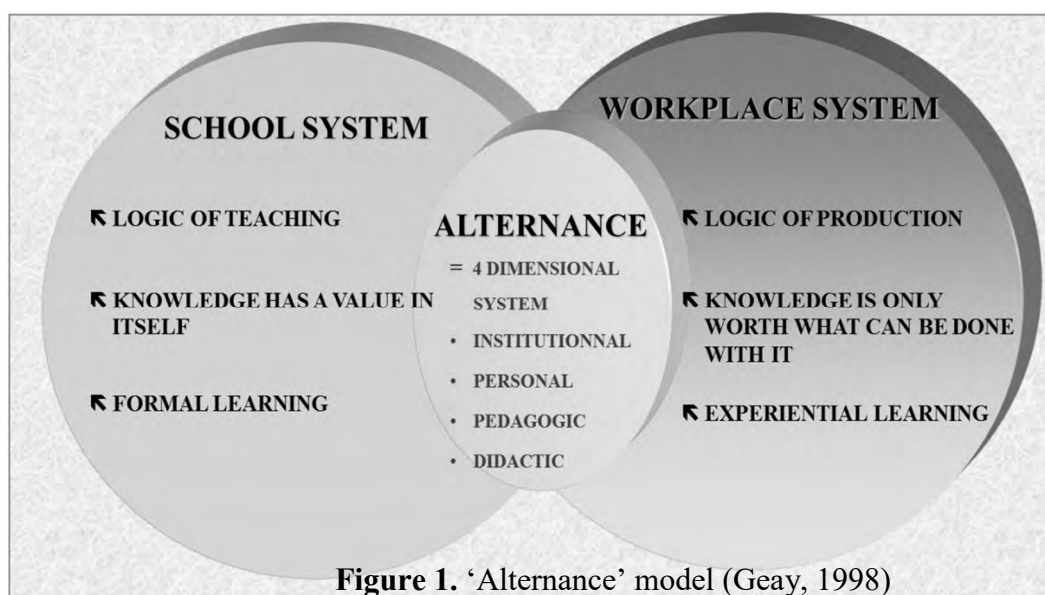 SCHOOL SYSTEM
LOGIC OF TEACHING
KNOWLEDGE HAS A VALUE IN
ITSELF
FORMAL LEARNING
ALTERNANCE
= 4 DIMENSIONAL
SYSTEM
• INSTITUTIONNAL
• PERSONAL
• PEDAGOGIC
• DIDACTIC
WORKPLACE SYSTEM
LOGIC OF PRODUCTION
KNOWLEDGE IS ONLY
WORTH WHAT CAN BE DONE
WITH IT
EXPERIENTIAL LEARNING
Figure 1. ‘Alternance’ model (Geay, 1998)